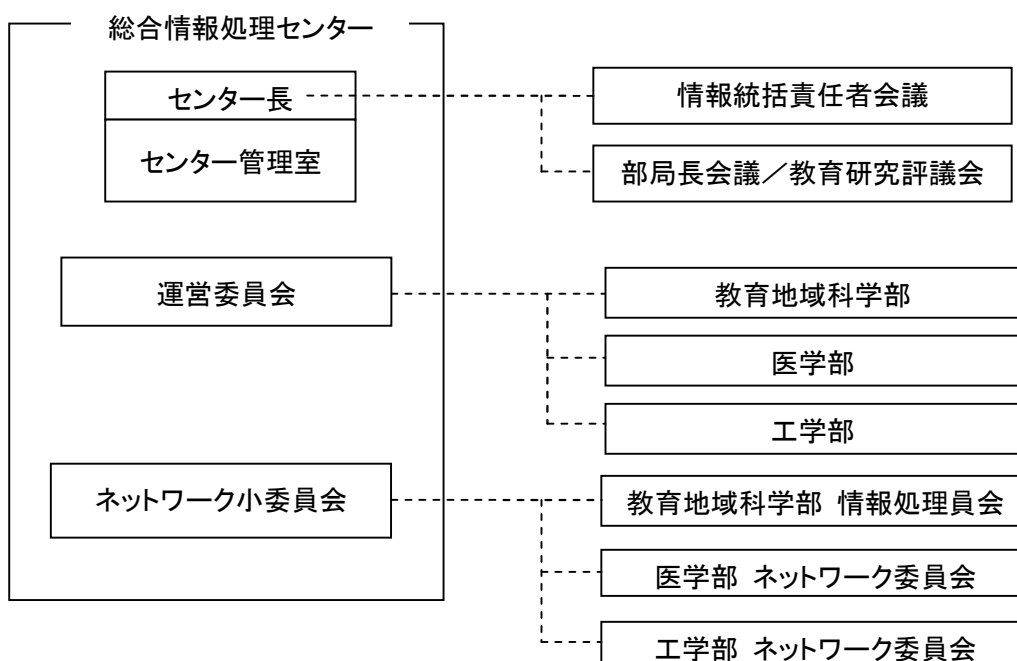 総合情報処理センター
センター長
センター管理室
情報統括責任者会議
部局長会議／教育研究評議会
運営委員会
教育地域科学部
医学部
工学部
ネットワーク小委員会
教育地域科学部 情報処理員会
医学部 ネットワーク委員会
工学部 ネットワーク委員会